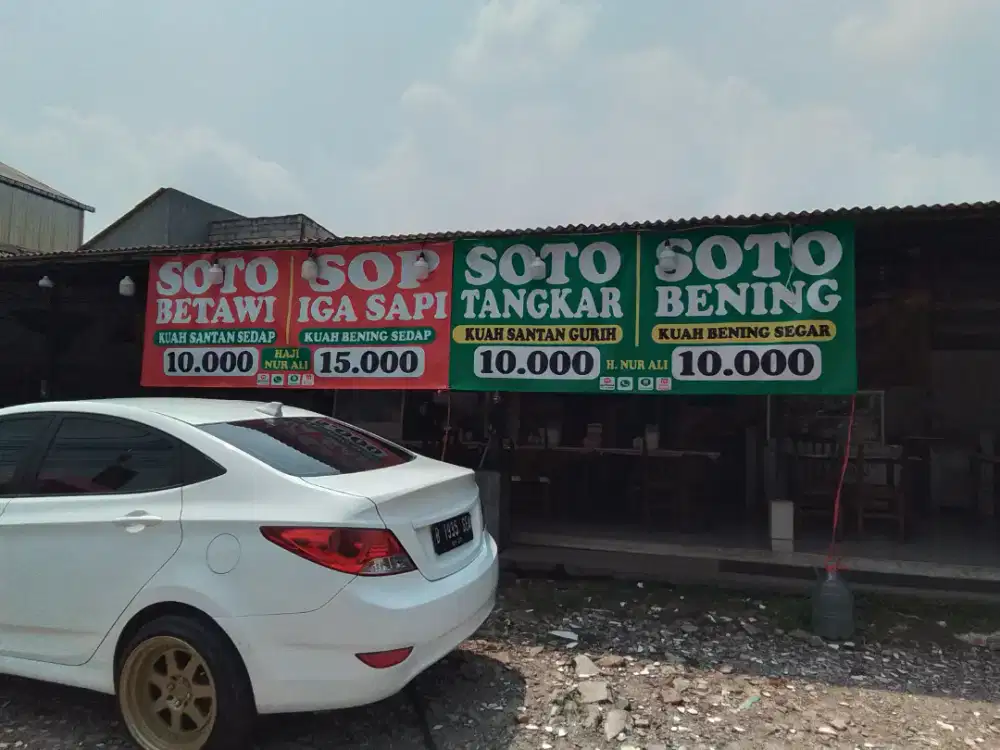 SOTO
BETAWI
KUAH SANTAN SEDAP
10.000
HAJI
NUR ALI
SOP
IGA SAPI
KUAH BENING SEDAP
15.000
SOTO
TANGKAR
KUAH SANTAN GURIH
10.000
H. NUR ALI
SOTO
BENING
KUAH BENING SEGAR
10.000